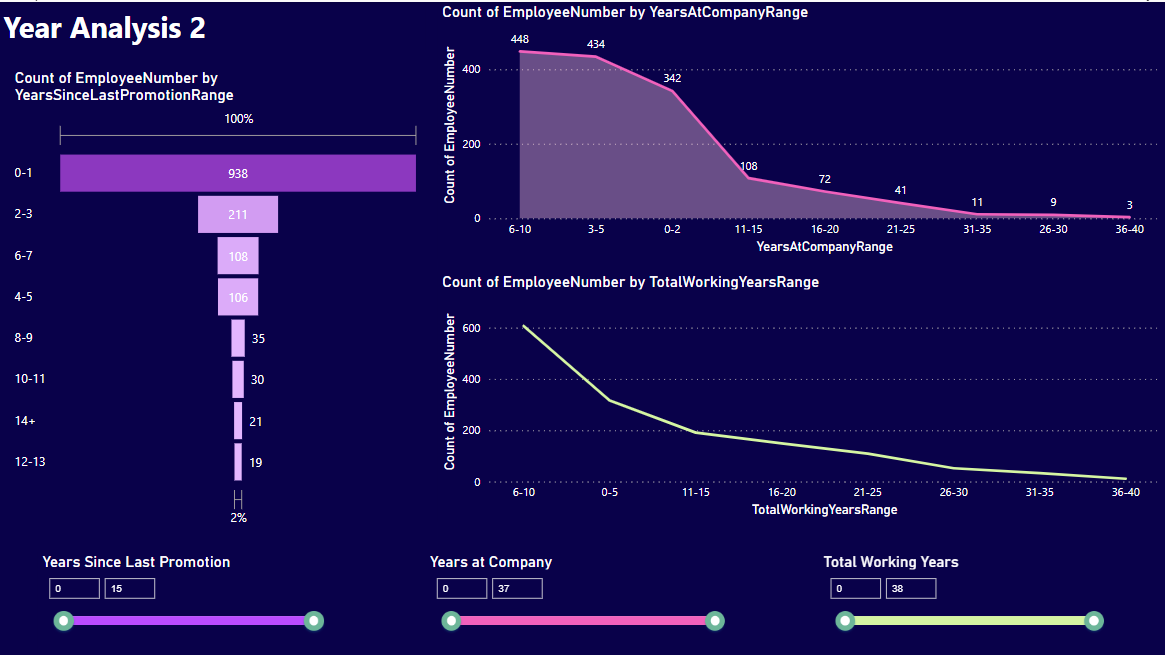 Year Analysis 2
Count of EmployeeNumber by
YearsSinceLastPromotionRange
100%
0-1 938
2-3 211
6-7 108
4-5 106
8-9 35
10-11 30
14+ 21
12-13 19
2%
Count of EmployeeNumber by YearsAtCompanyRange
Count of EmployeeNumber
400
200
0
448 434 342 108 72 41 11 9 3
6-10 3-5 0-2 11-15 16-20 21-25 31-35 26-30 36-40
YearsAtCompanyRange
Count of EmployeeNumber by TotalWorkingYearsRange
Count of EmployeeNumber
600
400
200
0
6-10 0-5 11-15 16-20 21-25 26-30 31-35 36-40
TotalWorkingYearsRange
Years Since Last Promotion
0 15
Years at Company
0 37
Total Working Years
0 38